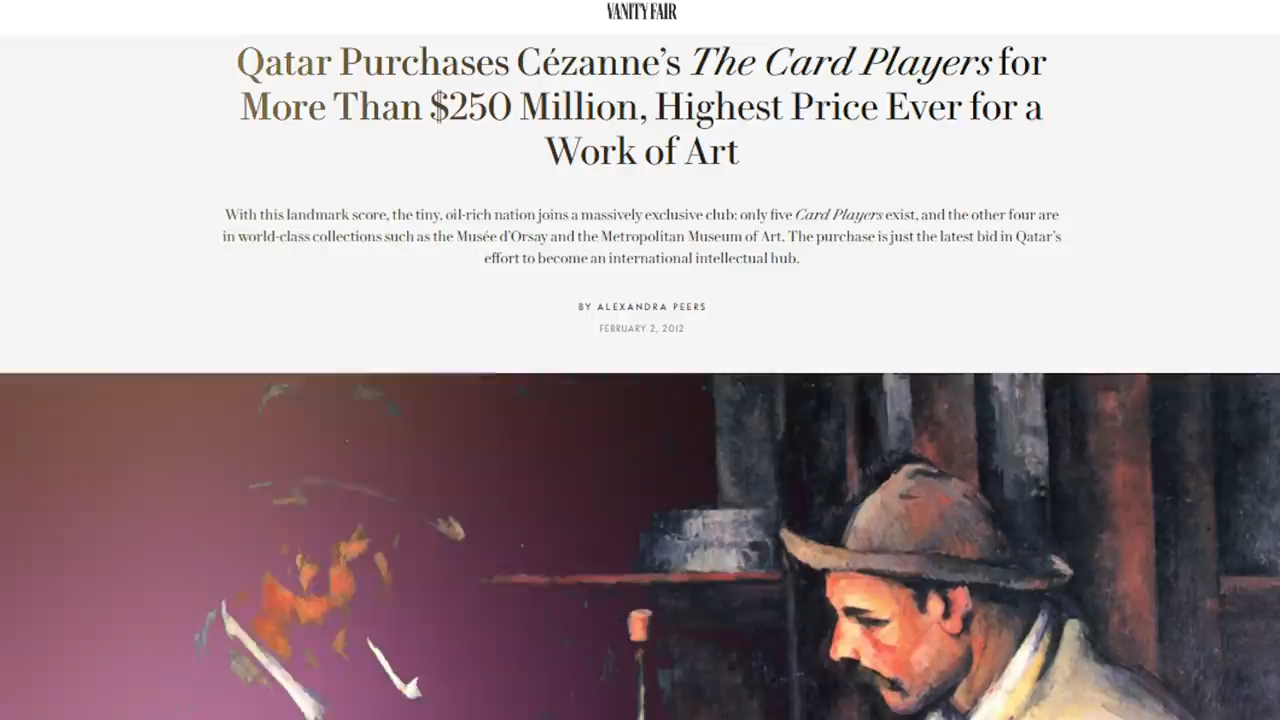 VANITY FAIR
Qatar Purchases Cézanne’s The Card Players for
More Than $250 Million, Highest Price Ever for a
Work of Art
With this landmark score, the tiny, oil-rich nation joins a massively exclusive club: only five Card Players exist, and the other four are
in world-class collections such as the Musée d’Orsay and the Metropolitan Museum of Art. The purchase is just the latest bid in Qatar’s
effort to become an international intellectual hub.
BY ALEXANDRA PEERS
FEBRUARY 2, 2012